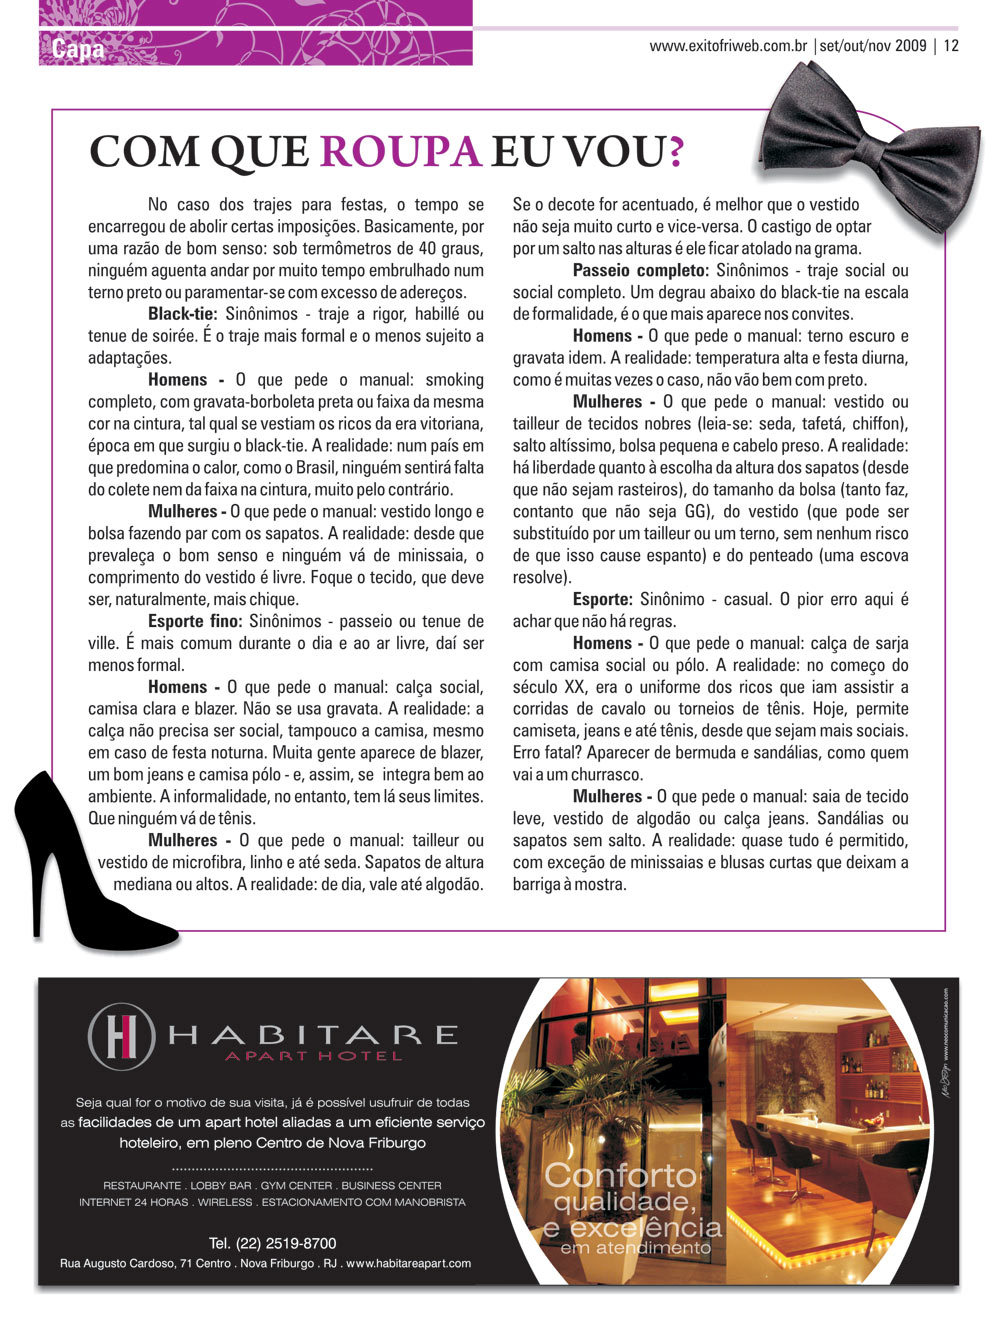 Capa
www.exitofriweb.com.br | set/out/nov 2009 | 12
COM QUE ROUPA EU VOU?
No caso dos trajes para festas, o tempo se
encarregou de abolir certas imposições. Basicamente, por
uma razão de bom senso: sob termômetros de 40 graus,
ninguém aguenta andar por muito tempo embrulhado num
terno preto ou paramentar-se com excesso de adereços.
Black-tie: Sinônimos - traje a rigor, habillé ou
tenue de soirée. É o traje mais formal e o menos sujeito a
adaptações.
Homens - O que pede o manual: smoking
completo, com gravata-borboleta preta ou faixa da mesma
cor na cintura, tal qual se vestiam os ricos da era vitoriana,
época em que surgiu o black-tie. A realidade: num país em
que predomina o calor, como o Brasil, ninguém sentirá falta
do colete nem da faixa na cintura, muito pelo contrário.
Mulheres - O que pede o manual: vestido longo e
bolsa fazendo par com os sapatos. A realidade: desde que
prevaleça o bom senso e ninguém vá de minissaia, o
comprimento do vestido é livre. Foque o tecido, que deve
ser, naturalmente, mais chique.
Esporte fino: Sinônimos - passeio ou tenue de
ville. É mais comum durante o dia e ao ar livre, daí ser
menos formal.
Homens - O que pede o manual: calça social,
camisa clara e blazer. Não se usa gravata. A realidade: a
calça não precisa ser social, tampouco a camisa, mesmo
em caso de festa noturna. Muita gente aparece de blazer,
um bom jeans e camisa pólo - e, assim, se integra bem ao
ambiente. A informalidade, no entanto, tem lá seus limites.
Que ninguém vá de tênis.
Mulheres - O que pede o manual: tailleur ou
vestido de microfibra, linho e até seda. Sapatos de altura
mediana ou altos. A realidade: de dia, vale até algodão.
Se o decote for acentuado, é melhor que o vestido
não seja muito curto e vice-versa. O castigo de optar
por um salto nas alturas é ele ficar atolado na grama.
Passeio completo: Sinônimos - traje social ou
social completo. Um degrau abaixo do black-tie na escala
de formalidade, é o que mais aparece nos convites.
Homens - O que pede o manual: terno escuro e
gravata idem. A realidade: temperatura alta e festa diurna,
como é muitas vezes o caso, não vão bem com preto.
Mulheres - O que pede o manual: vestido ou
tailleur de tecidos nobres (leia-se: seda, tafetá, chiffon),
salto altíssimo, bolsa pequena e cabelo preso. A realidade:
há liberdade quanto à escolha da altura dos sapatos (desde
que não sejam rasteiros), do tamanho da bolsa (tanto faz,
contanto que não seja GG), do vestido (que pode ser
substituído por um tailleur ou um terno, sem nenhum risco
de que isso cause espanto) e do penteado (uma escova
resolve).
Esporte: Sinônimo - casual. O pior erro aqui é
achar que não há regras.
Homens - O que pede o manual: calça de sarja
com camisa social ou pólo. A realidade: no começo do
século XX, era o uniforme dos ricos que iam assistir a
corridas de cavalo ou torneios de tênis. Hoje, permite
camiseta, jeans e até tênis, desde que sejam mais sociais.
Erro fatal? Aparecer de bermuda e sandálias, como quem
vai a um churrasco.
Mulheres - O que pede o manual: saia de tecido
leve, vestido de algodão ou calça jeans. Sandálias ou
sapatos sem salto. A realidade: quase tudo é permitido,
com exceção de minissaias e blusas curtas que deixam a
barriga à mostra.
H HABITARE
APART HOTEL
Seja qual for o motivo de sua visita, já é possível usufruir de todas
as facilidades de um apart hotel aliadas a um eficiente serviço
hoteleiro, em pleno Centro de Nova Friburgo
RESTAURANTE . LOBBY BAR . GYM CENTER . BUSINESS CENTER
INTERNET 24 HORAS . WIRELESS . ESTACIONAMENTO COM MANOBRISTA
Tel. (22) 2519-8700
Rua Augusto Cardoso, 71 Centro . Nova Friburgo . RJ . www.habitareapart.com
Conforto
qualidade,
e excelência
em atendimento
www.neocomunicacao.com